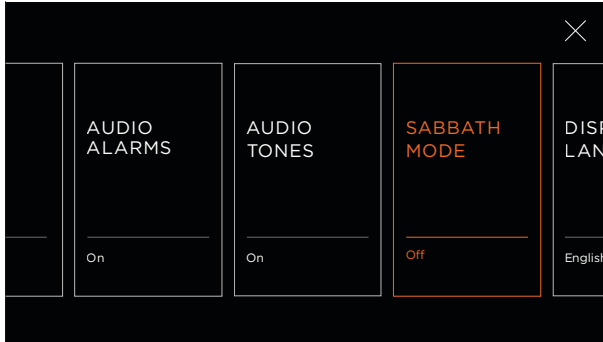 AUDIO
ALARMS
On
AUDIO
TONES
On
SABBATH
MODE
Off
English